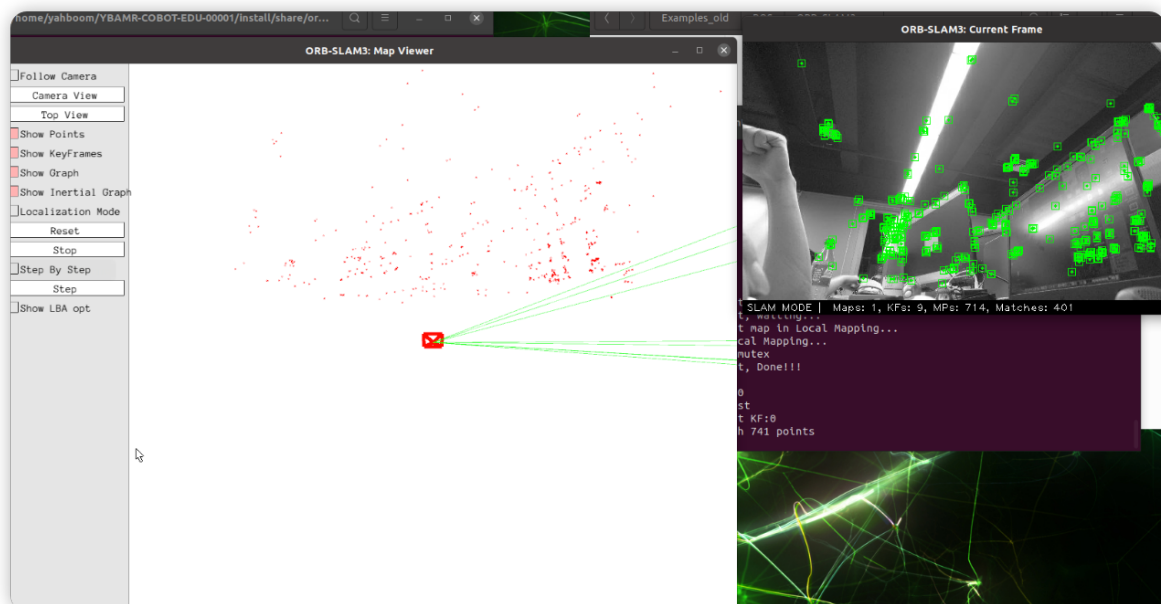 home/yahboom/YBAMR-COBOT-EDU-00001/install/share/or...
Examples_old
ORB-SLAM3: Map Viewer
ORB-SLAM3: Current Frame
Follow Camera
Camera View
Top View
Show Points
Show KeyFrames
Show Graph
Show Inertial Graph
Localization Mode
Reset
Stop
Step By Step
Step
Show LBA opt
SLAM MODE | Maps: 1, KFs: 9, MPs: 714, Matches: 401
t, waiting...
t map in Local Mapping...
cal Mapping...
mutex
t, Done!!!
0
st
t KF:0
h 741 points